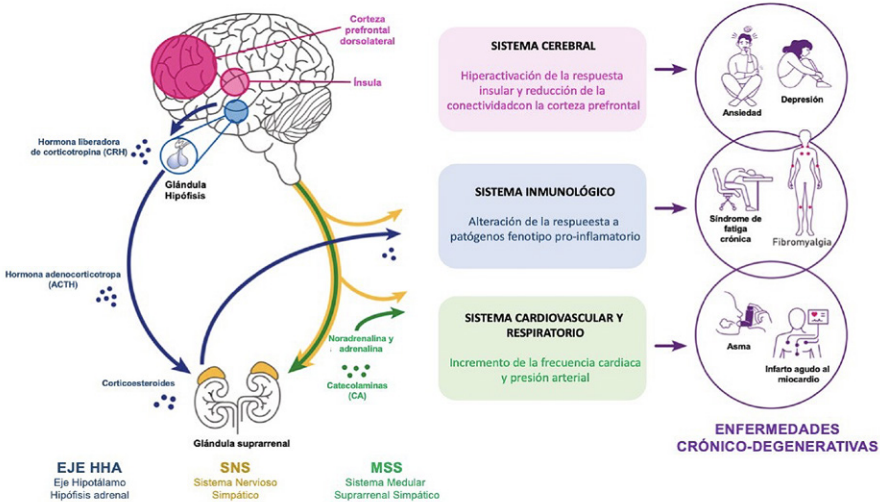 Corteza
prefrontal
dorsolateral
Ínsula
Hormona liberadora
de corticotropina (CRH)
Glándula
Hipófisis
Hormona adenocorticotropa
(ACTH)
Corticoesteroides
Noradrenalina y
adrenalina
Catecolaminas
(CA)
Glándula suprarrenal
EJE HHA
Eje Hipotálamo
Hipófisis adrenal
SNS
Sistema Nervioso
Simpático
MSS
Sistema Medular
Suprarrenal Simpático
SISTEMA CEREBRAL
Hiperactivación de la respuesta
insular y reducción de la
conectividadcon la corteza prefrontal
SISTEMA INMUNOLÓGICO
Alteración de la respueesta a
patógenos fenotipo pro-inflamatorio
SISTEMA CARDIOVASCULAR Y
RESPIRATORIO
Incremento de la frecuencia cardiaca
y presión arterial
Ansiedad
Depresión
Síndrome de
fatiga
crónica
Fibromyalgia
Asma
Infarto agudo al
miocardio
ENFERMEDADES
CRÓNICO-DEGENERATIVAS